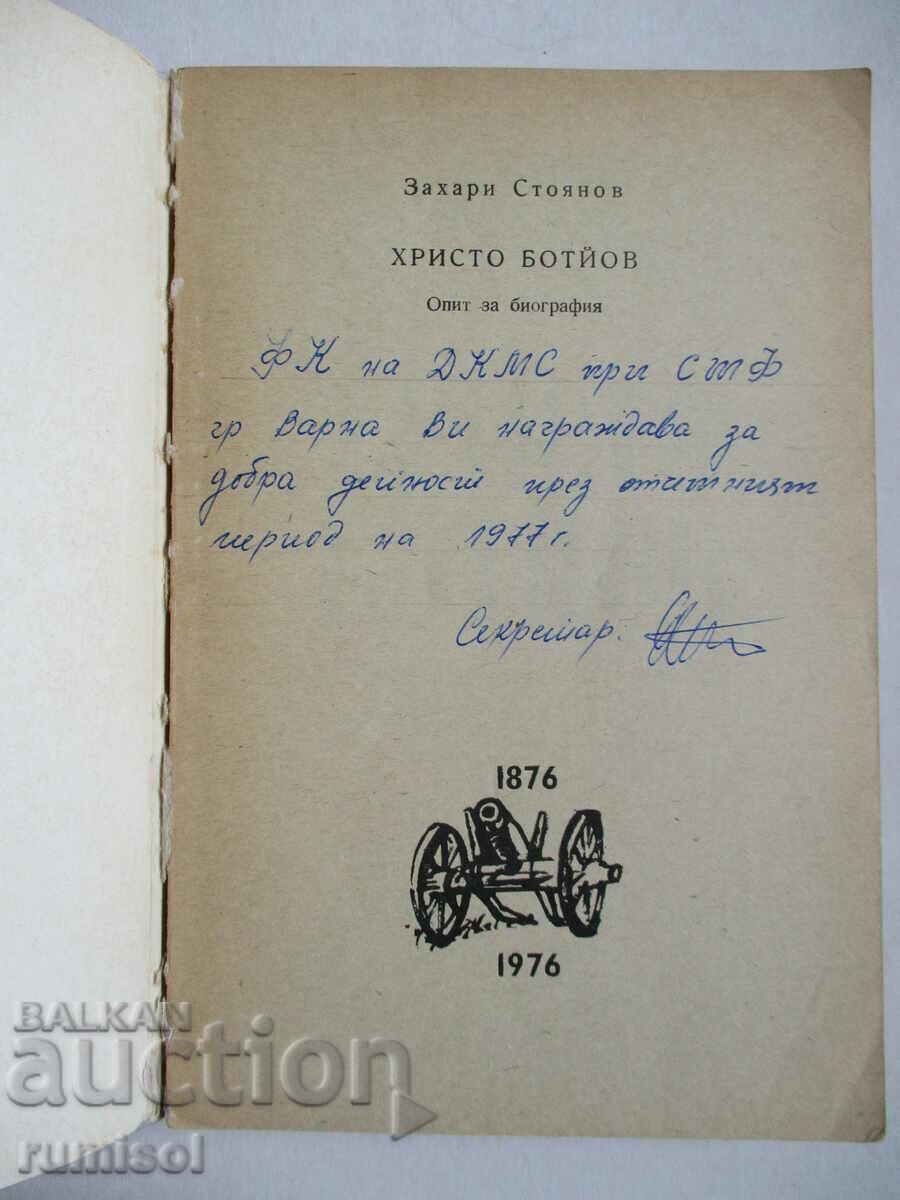 Захари Стоянов
ХРИСТО БОТЙОВ
Опит за биография
ФК на ДКМС при СТФ
гр Варна Ви награждава за
добра дейност през отчетният
период на 1977 г.
Секретар.
1876
1976
BALKAN
auction
rumisol